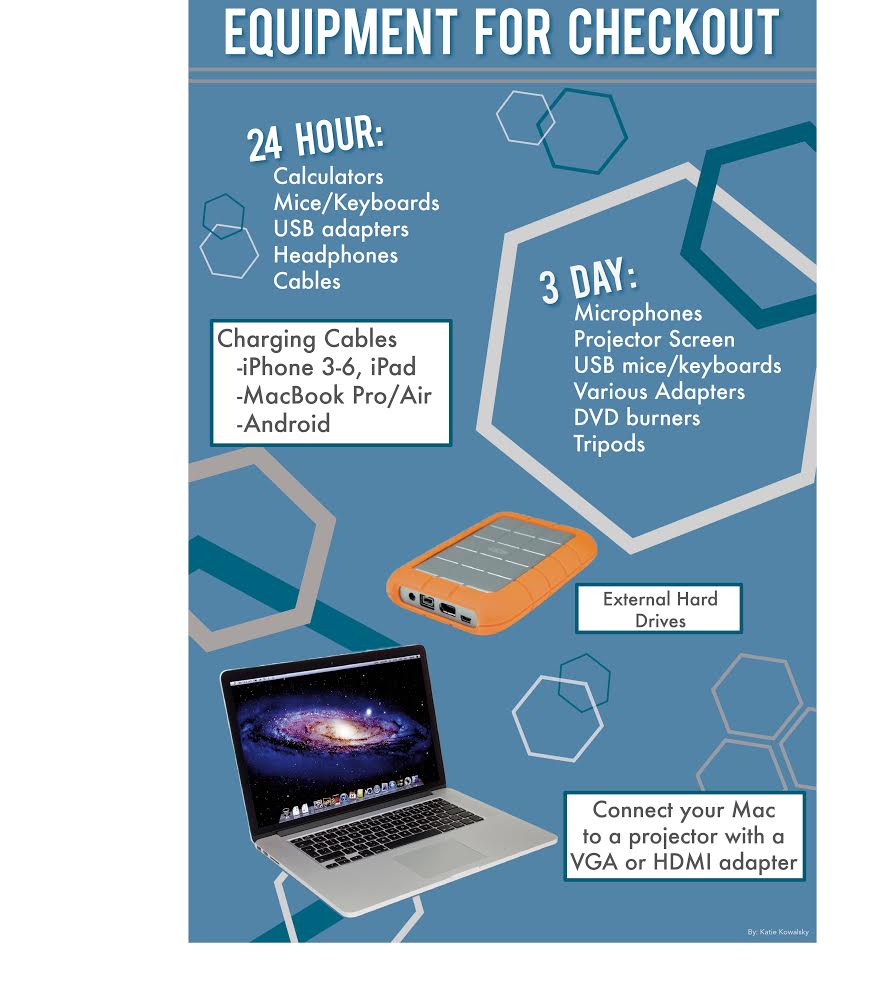 EQUIPMENT FOR CHECKOUT
24 HOUR:
Calculators
Mice/Keyboards
USB adapters
Headphones
Cables
Charging Cables
-iPhone 3-6, iPad
-MacBook Pro/Air
-Android
3 DAY:
Microphones
Projector Screen
USB mice/keyboards
Various Adapters
DVD burners
Tripods
External Hard
Drives
Connect your Mac
to a projector with a
VGA or HDMI adapter
By: Katie Kowalsky